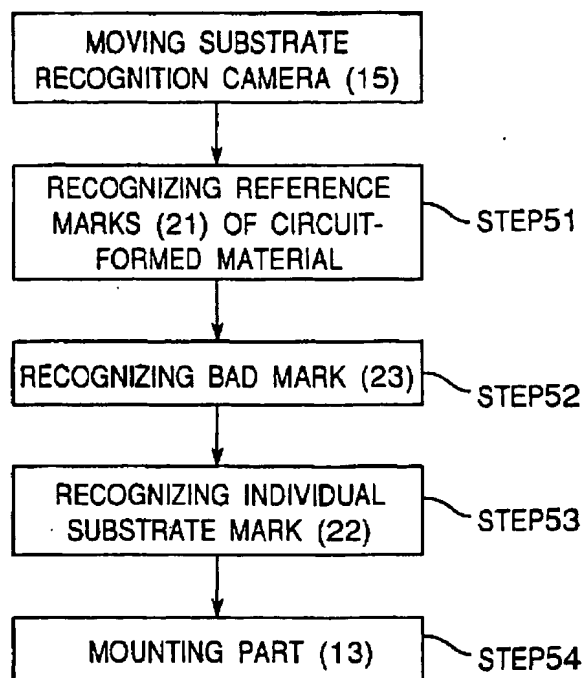 MOVING SUBSTRATE
RECOGNITION CAMERA (15)
RECOGNIZING REFERENCE
MARKS (21) OF CIRCUIT-
FORMED MATERIAL
STEP51
RECOGNIZING BAD MARK (23)
STEP52
RECOGNIZING INDIVIDUAL
SUBSTRATE MARK (22)
STEP53
MOUNTING PART (13)
STEP54